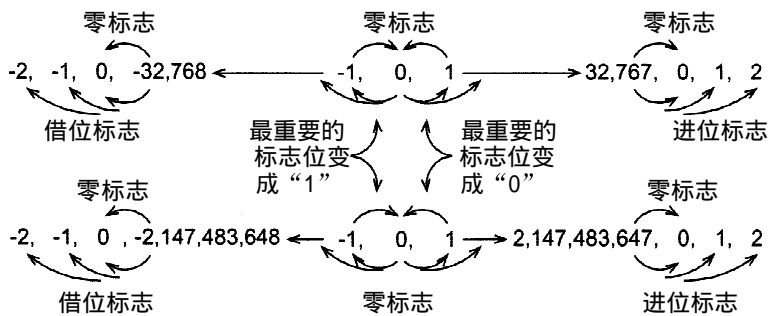 零标志 零标志 零标志
-2, -1, 0, -32,768 -1, 0, 1 32,767, 0, 1, 2
借位标志 进位标志
最重要的 最重要的
标志位变 标志位变
成“1” 成“0”
零标志 零标志
-2, -1, 0 , -2,147,483,648 -1, 0, 1 2,147,483,647, 0, 1, 2
借位标志 零标志 进位标志